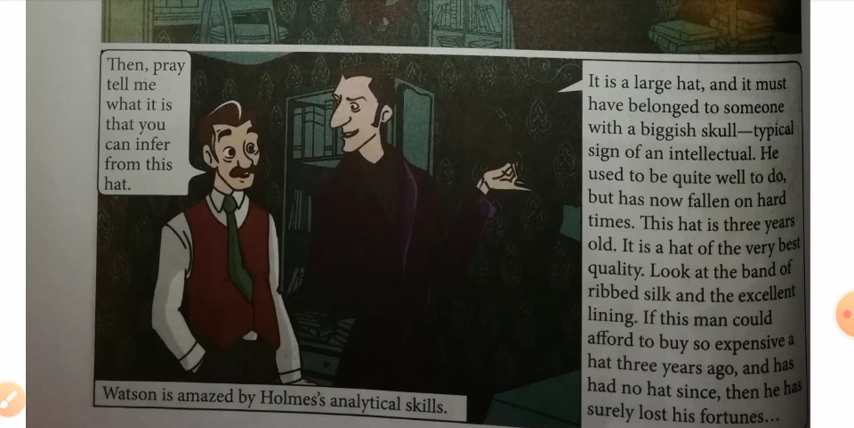 Then, pray
tell me
what it is
that you
can infer
from this
hat.
It is a large hat, and it must
have belonged to someone
with a biggish skull—typical
sign of an intellectual. He
used to be quite well to do,
but has now fallen on hard
times. This hat is three years
old. It is a hat of the very best
quality. Look at the band of
ribbed silk and the excellent
lining. If this man could
afford to buy so expensive a
hat three years ago, and has
had no hat since, then he has
surely lost his fortunes...
Watson is amazed by Holmes's analytical skills.